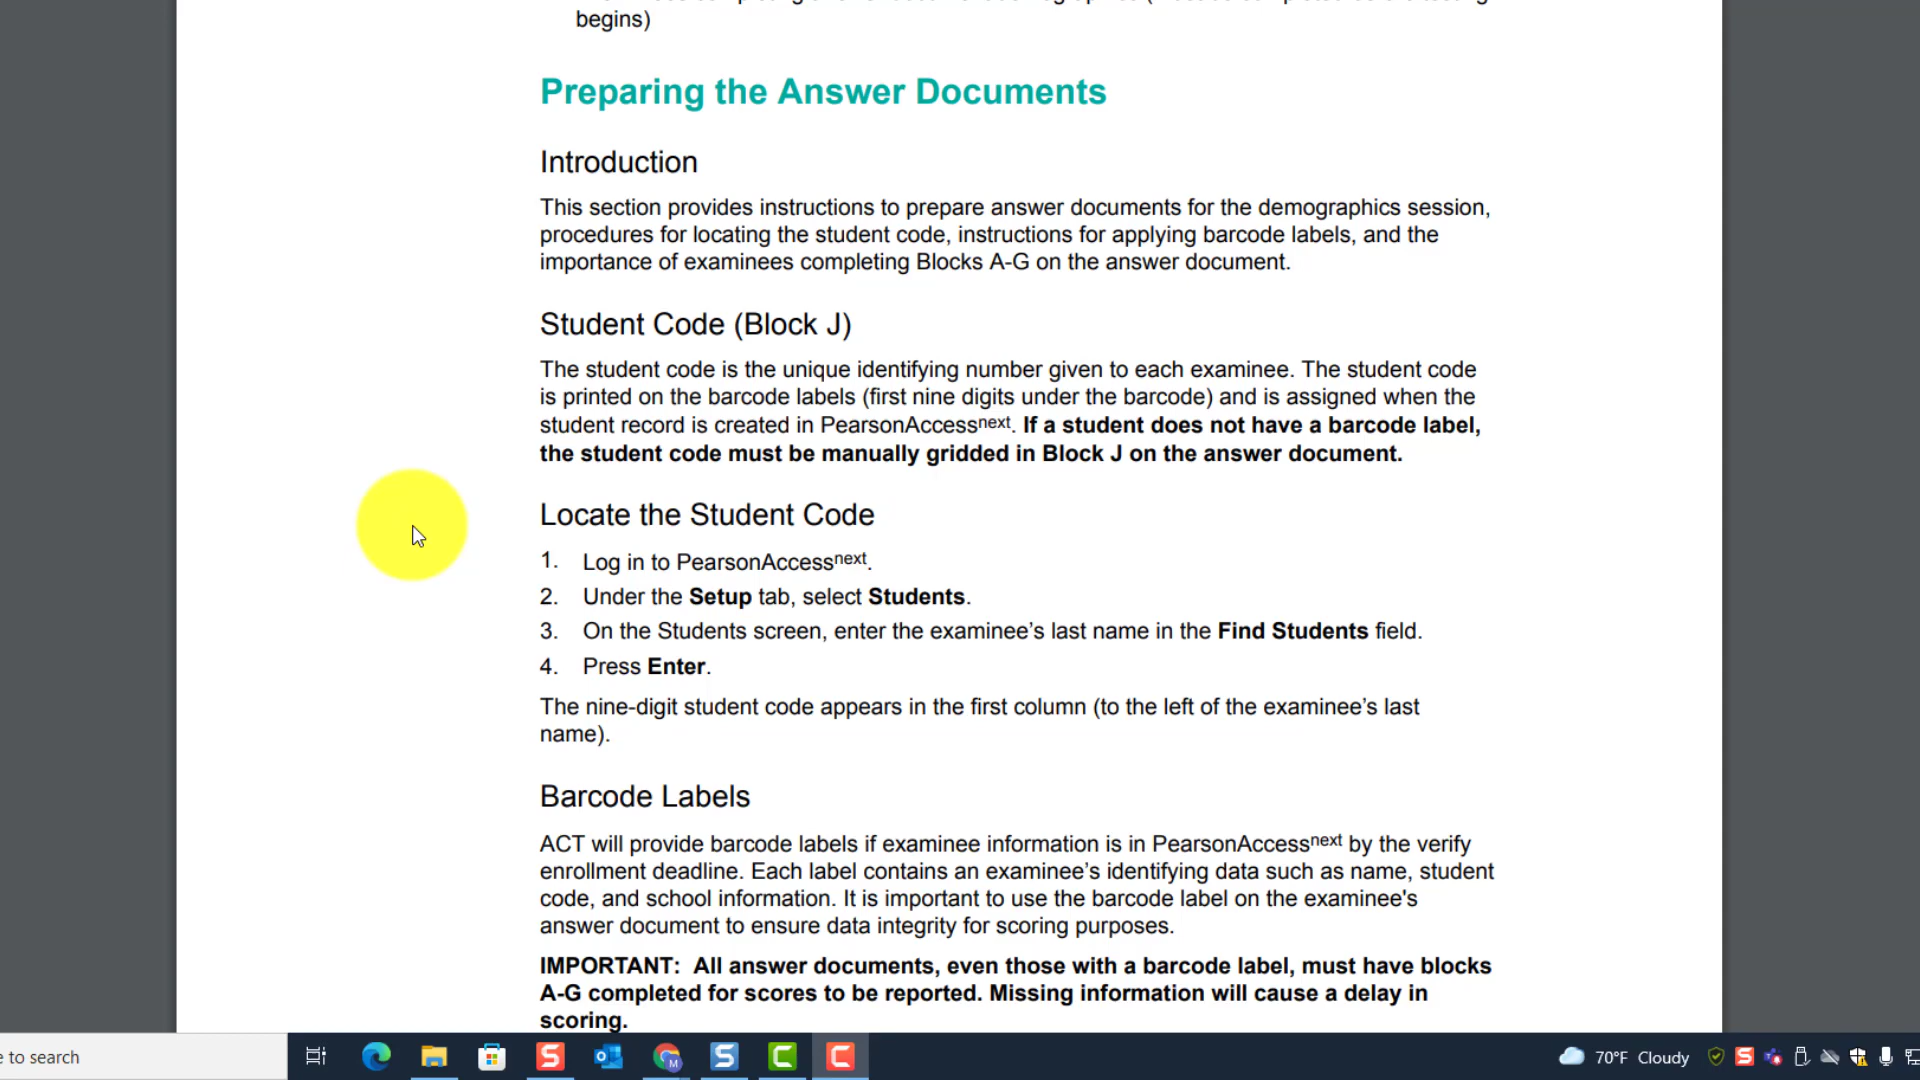 begins)
Preparing the Answer Documents
Introduction
This section provides instructions to prepare answer documents for the demographics session,
procedures for locating the student code, instructions for applying barcode labels, and the
importance of examinees completing Blocks A-G on the answer document.
Student Code (Block J)
The student code is the unique identifying number given to each examinee. The student code
is printed on the barcode labels (first nine digits under the barcode) and is assigned when the
student record is created in PearsonAccessnext. If a student does not have a barcode label,
the student code must be manually gridded in Block J on the answer document.
Locate the Student Code
1. Log in to PearsonAccessnext.
2. Under the Setup tab, select Students.
3. On the Students screen, enter the examinee’s last name in the Find Students field.
4. Press Enter.
The nine-digit student code appears in the first column (to the left of the examinee’s last
name).
Barcode Labels
ACT will provide barcode labels if examinee information is in PearsonAccessnext by the verify
enrollment deadline. Each label contains an examinee’s identifying data such as name, student
code, and school information. It is important to use the barcode label on the examinee's
answer document to ensure data integrity for scoring purposes.
IMPORTANT: All answer documents, even those with a barcode label, must have blocks
A-G completed for scores to be reported. Missing information will cause a delay in
scoring.
e to search
70°F Cloudy